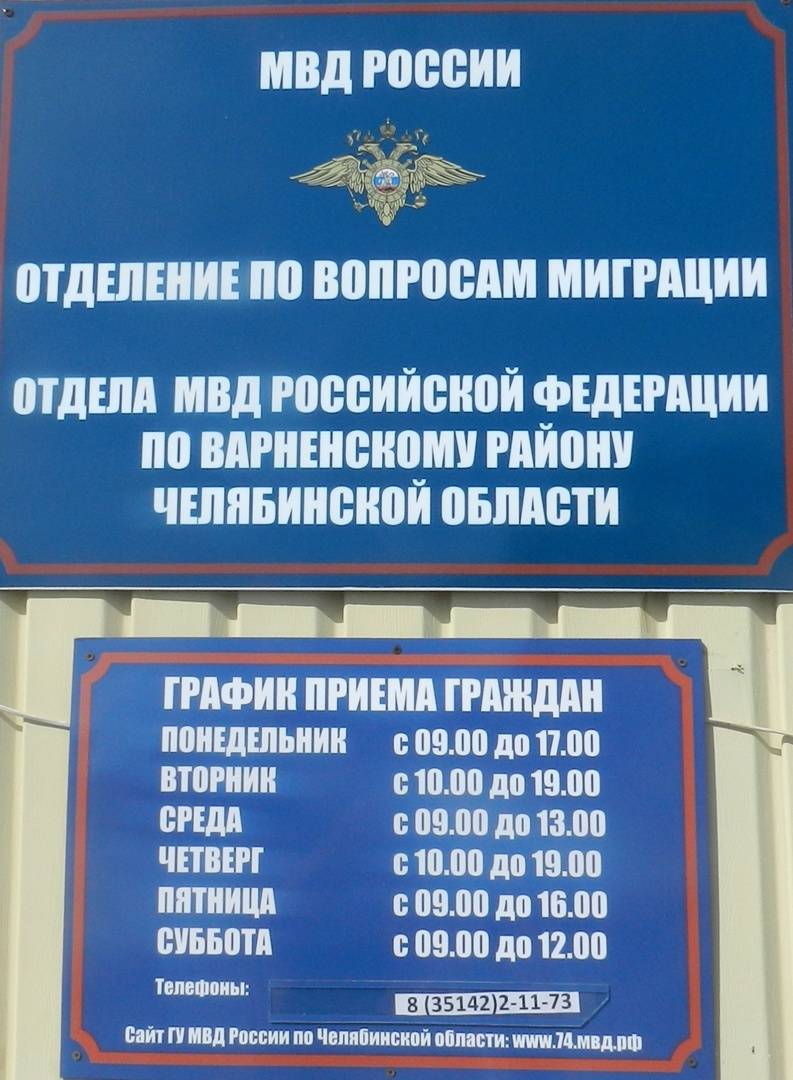 МВД РОССИИ
ОТДЕЛЕНИЕ ПО ВОПРОСАМ МИГРАЦИИ
ОТДЕЛА МВД РОССИЙСКОЙ ФЕДЕРАЦИИ
ПО ВАРНЕНСКОМУ РАЙОНУ
ЧЕЛЯБИНСКОЙ ОБЛАСТИ
ГРАФИК ПРИЕМА ГРАЖДАН
ПОНЕДЕЛЬНИК с 09.00 до 17.00
ВТОРНИК с 10.00 до 19.00
СРЕДА с 09.00 до 13.00
ЧЕТВЕРГ с 10.00 до 19.00
ПЯТНИЦА с 09.00 до 16.00
СУББОТА с 09.00 до 12.00
Телефоны: 8 (35142)2-11-73
Сайт ГУ МВД России по Челябинской области: www.74.мвд.рф